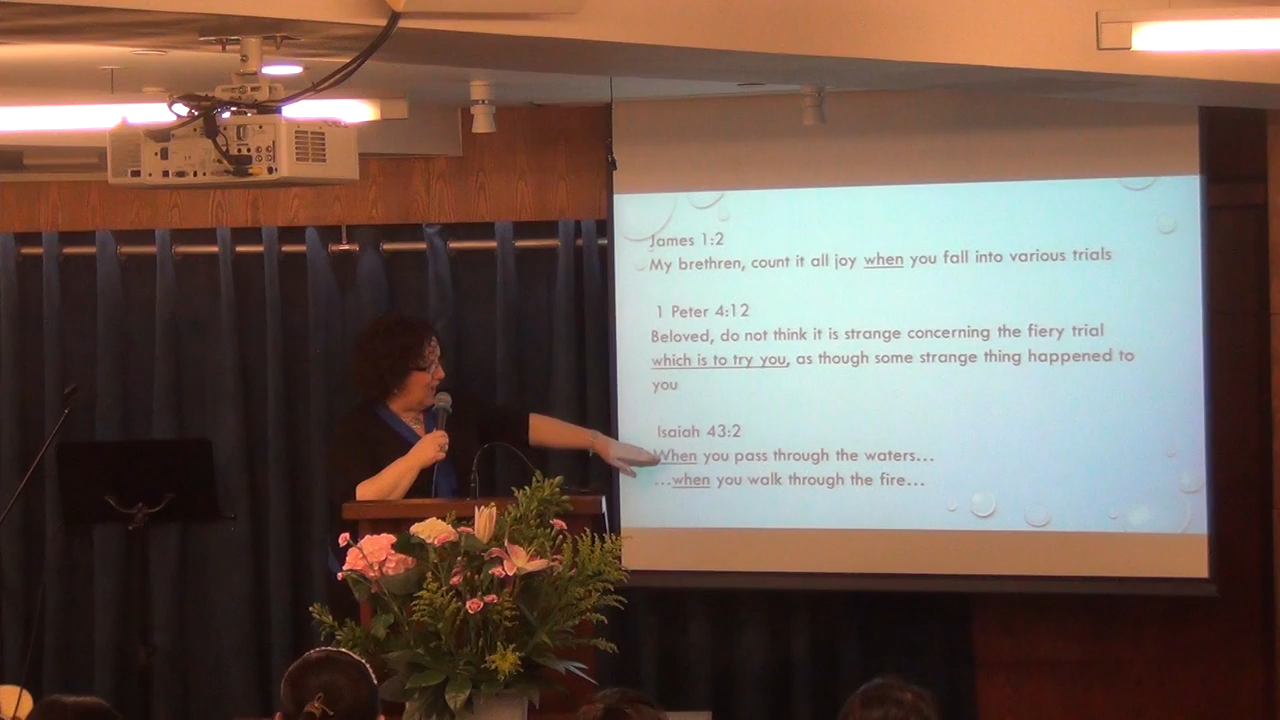 James 1:2
My brethren, count it all joy when you fall into various trials
1 Peter 4:12
Beloved, do not think it is strange concerning the fiery trial
which is to try you, as though some strange thing happened to
you
Isaiah 43:2
When you pass through the waters...
...when you walk through the fire...